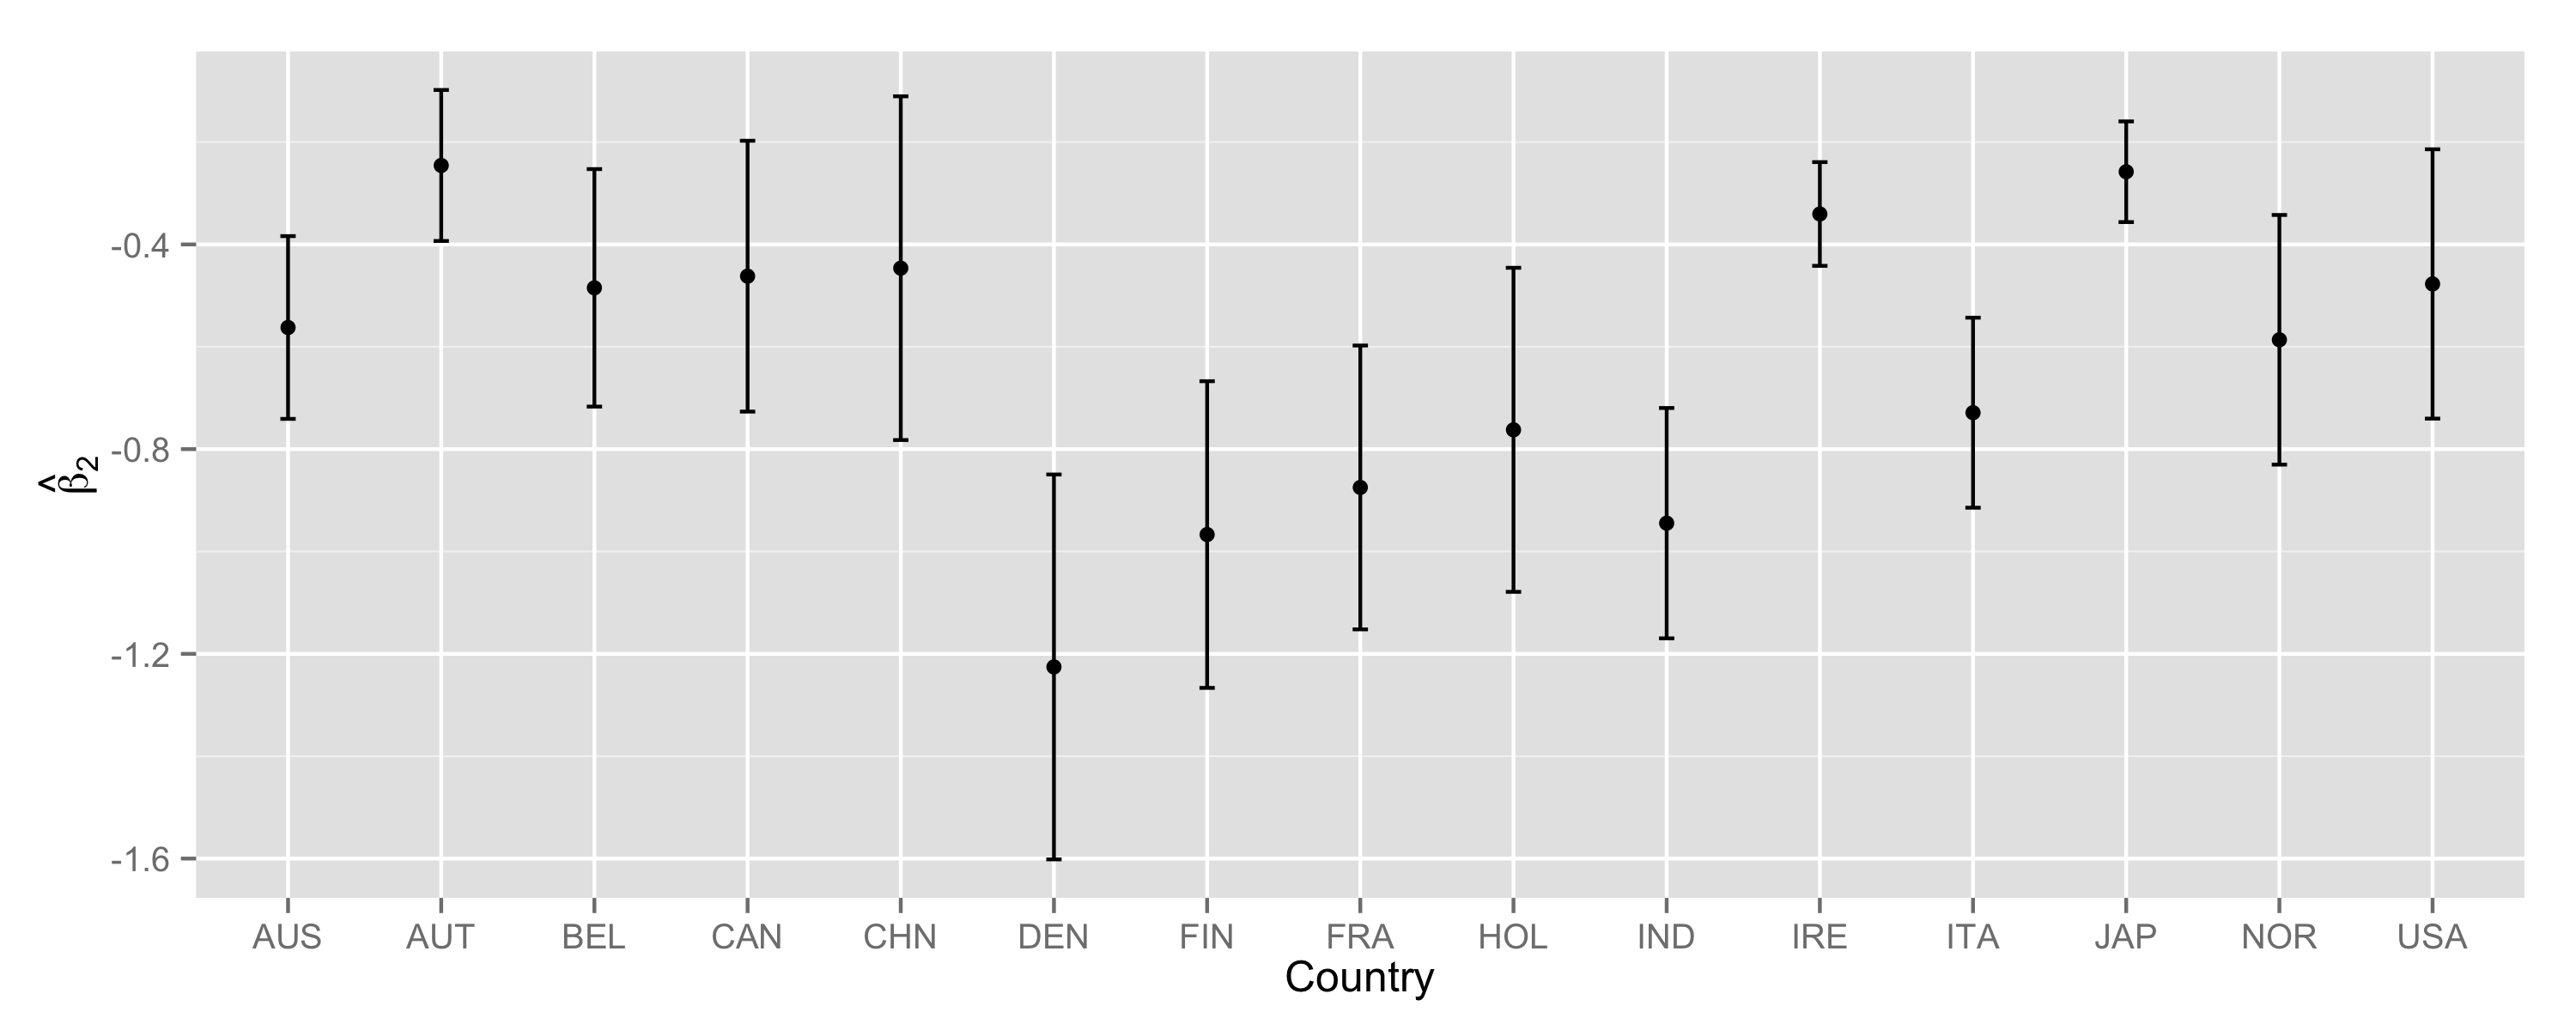 -0.4
-0.8
-1.2
-1.6
β̂2
AUS AUT BEL CAN CHN DEN FIN FRA HOL IND IRE ITA JAP NOR USA
Country